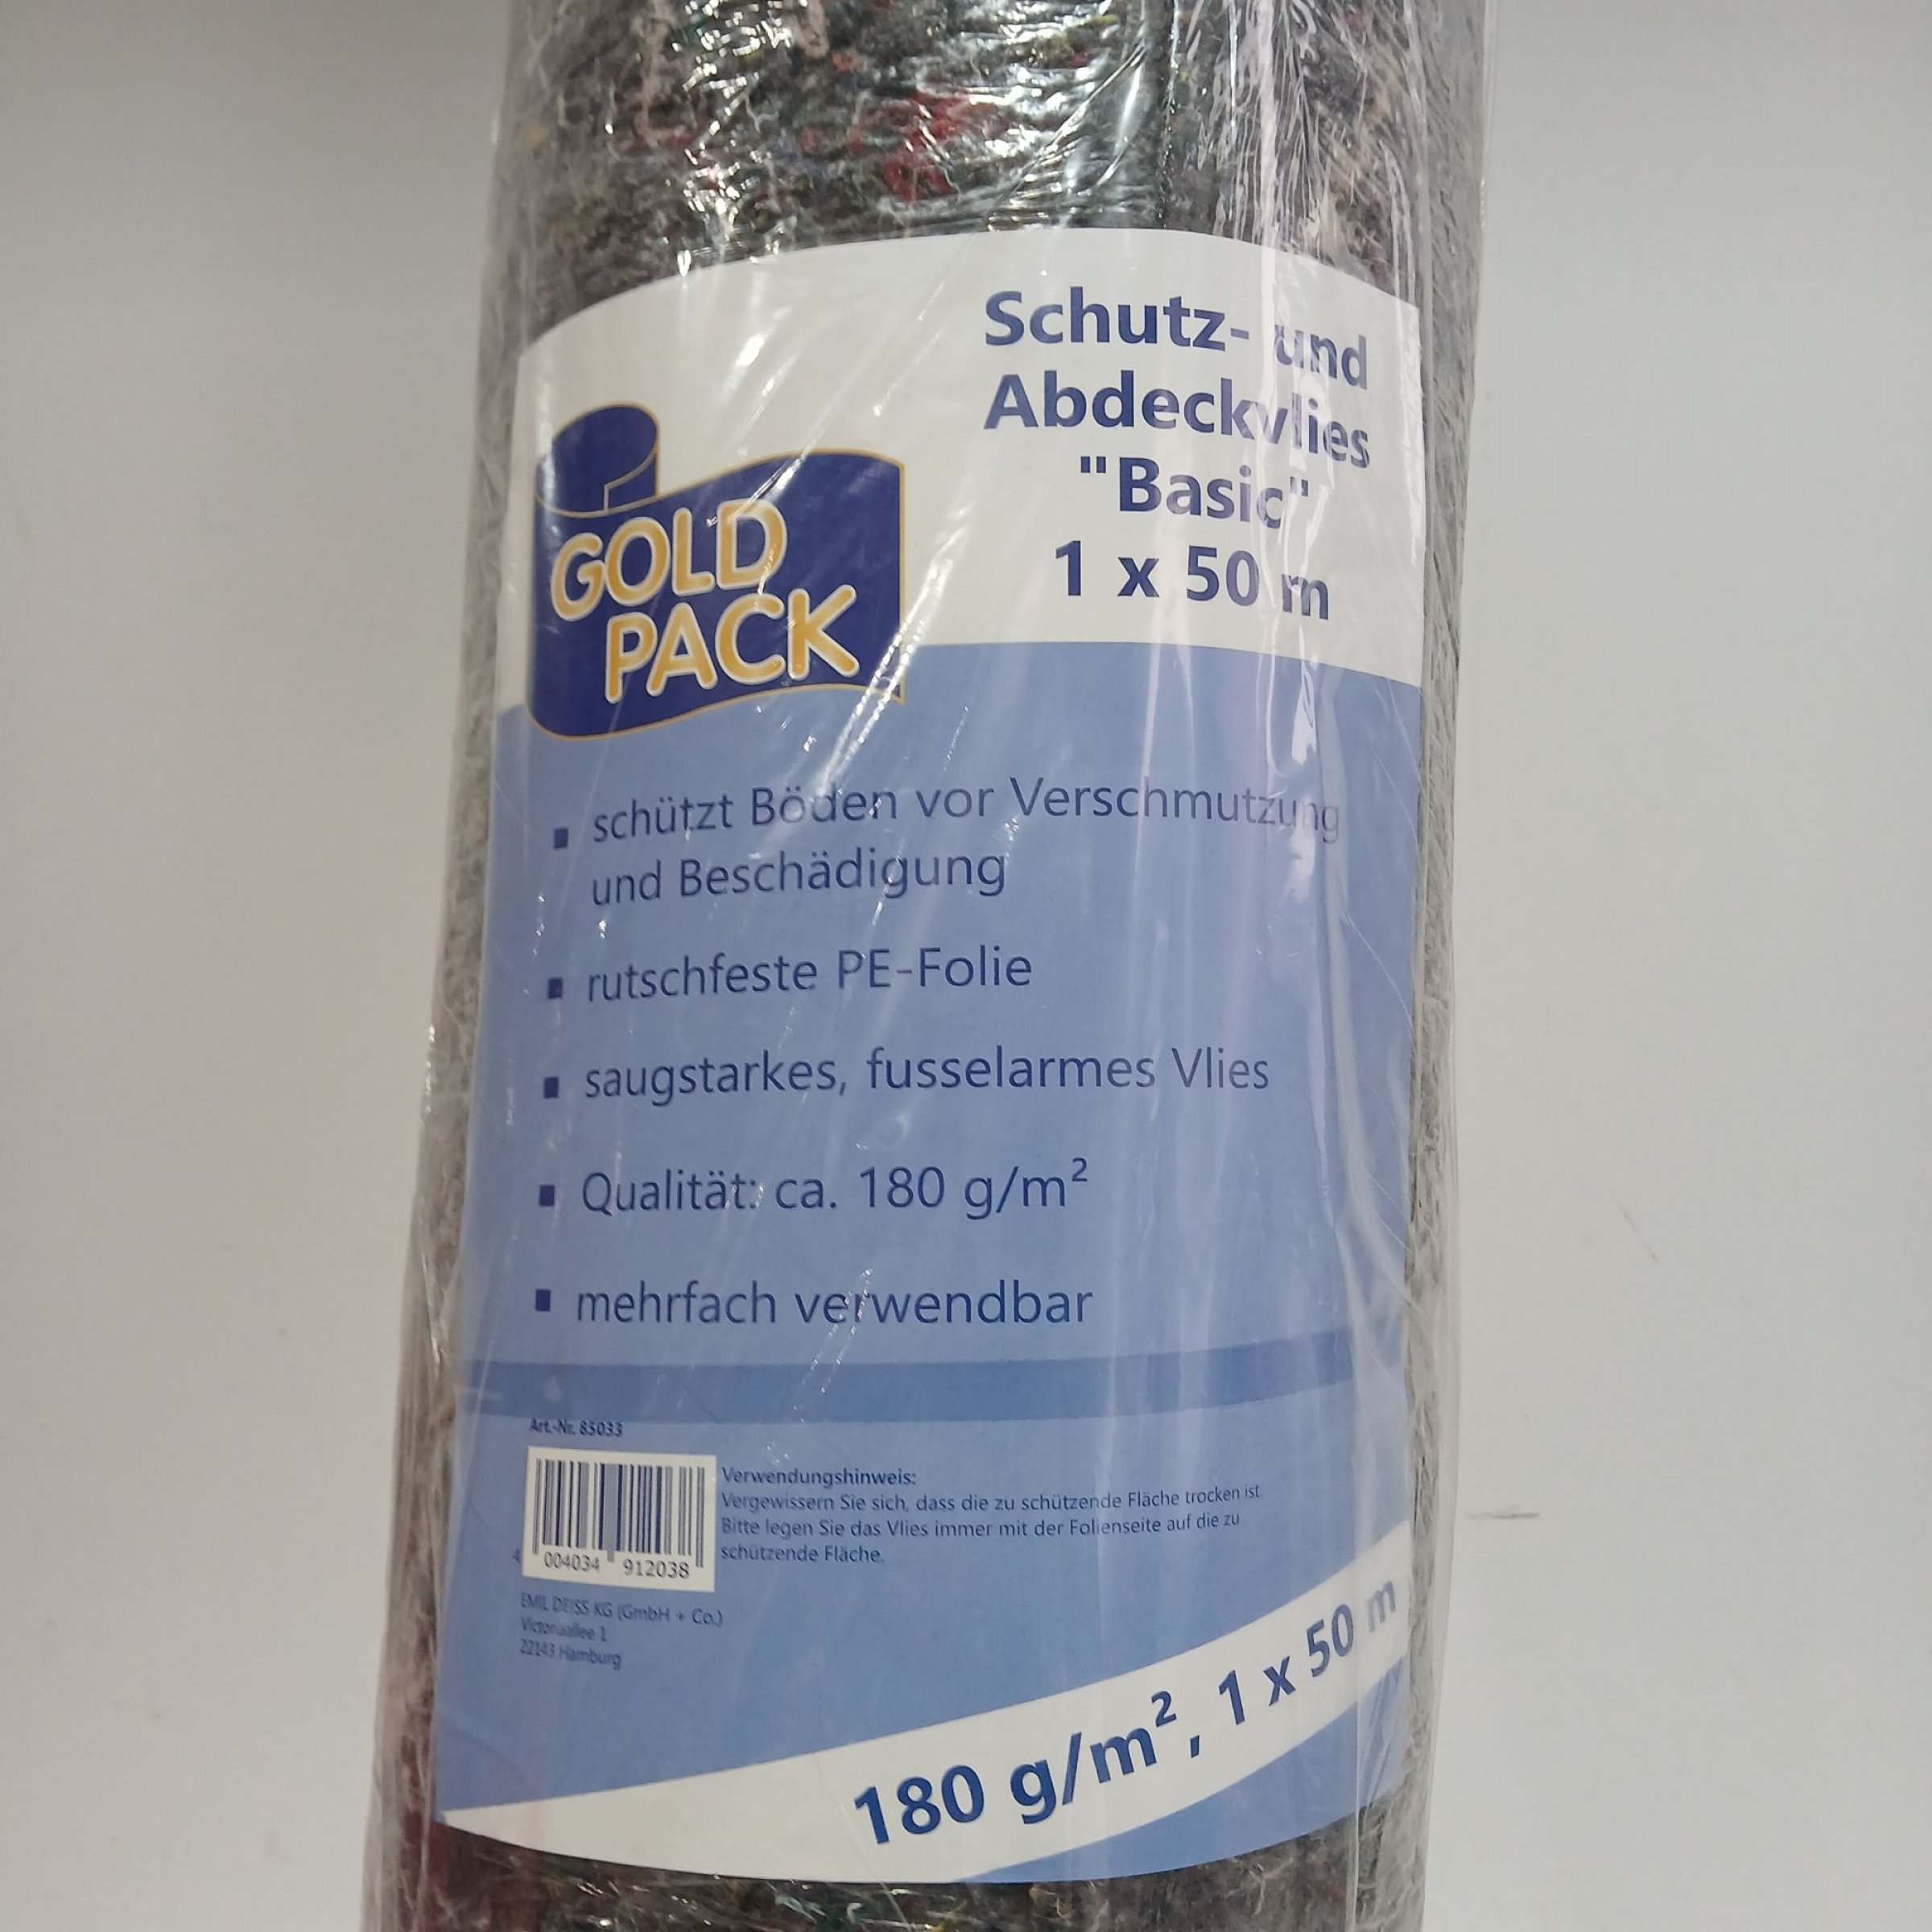 Schutz- und
Abdeckvlies
"Basic"
1 x 50 m
GOLD
PACK
▪ schützt Böden vor Verschmutzung
und Beschädigung
▪ rutschfeste PE-Folie
▪ saugstarkes, fusselarmes Vlies
▪ Qualität: ca. 180 g/m²
▪ mehrfach verwendbar
Art.-Nr. 85033
4 004034 912038
Verwendungshinweis:
Vergewissern Sie sich, dass die zu schützende Fläche trocken ist.
Bitte legen Sie das Vlies immer mit der Folienseite auf die zu
schützende Fläche.
EMIL DEISS KG (GmbH + Co.)
Victoriaallee 1
22143 Hamburg
180 g/m², 1 x 50 m